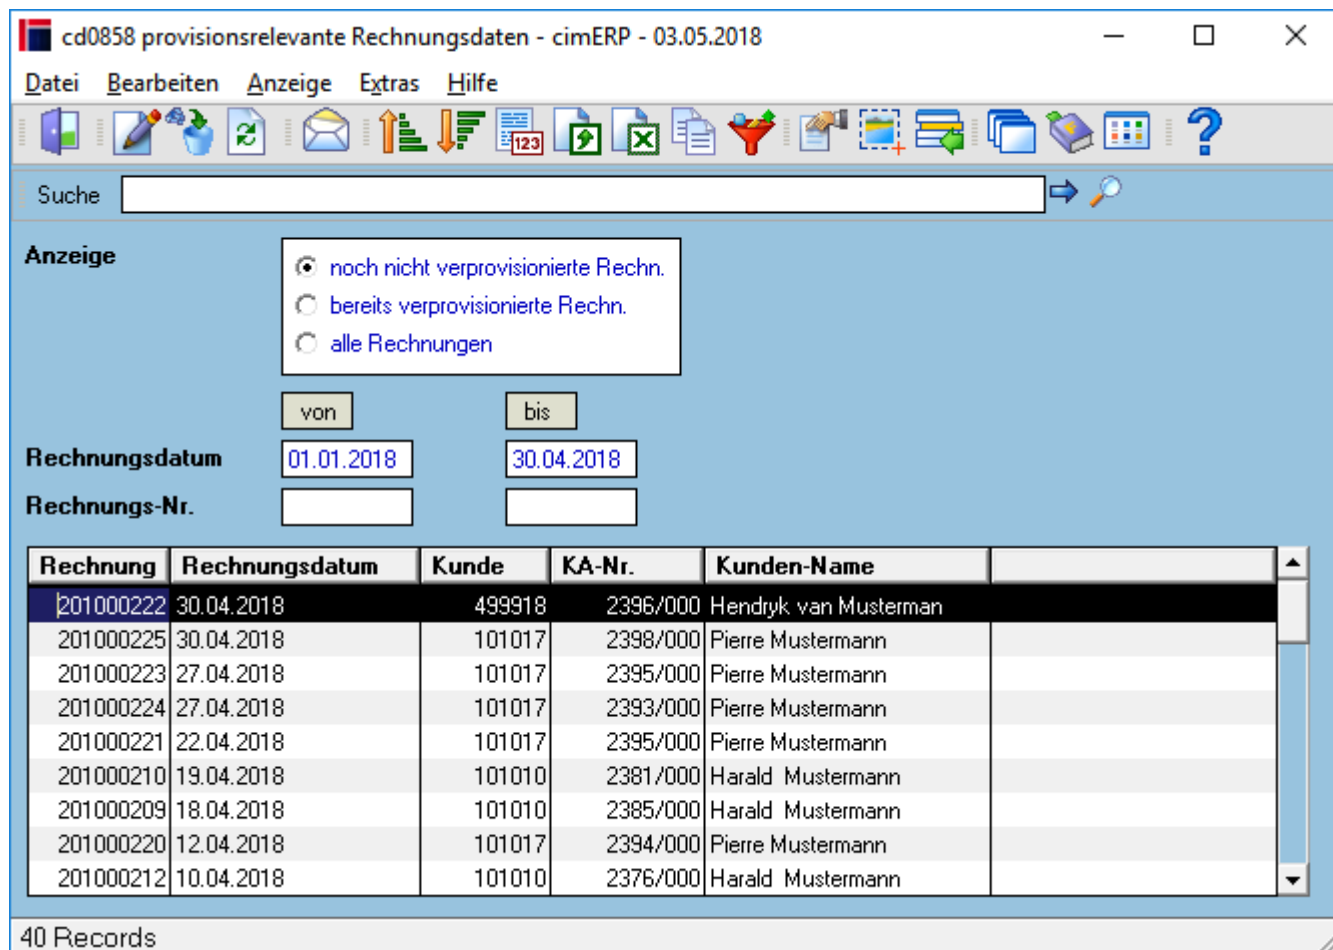 cd0858 provisionsrelevante Rechnungsdaten - cimERP - 03.05.2018
Datei Bearbeiten Anzeige Extras Hilfe
123
Suche
Anzeige
noch nicht verprovisionierte Rechn.
bereits verprovisionierte Rechn.
alle Rechnungen
von bis
Rechnungsdatum 01.01.2018 30.04.2018
Rechnungs-Nr.
Rechnung Rechnungsdatum Kunde KA-Nr. Kunden-Name
201000222 30.04.2018 499918 2396/000 Hendryk van Musterman
201000225 30.04.2018 101017 2398/000 Pierre Mustermann
201000223 27.04.2018 101017 2395/000 Pierre Mustermann
201000224 27.04.2018 101017 2393/000 Pierre Mustermann
201000221 22.04.2018 101017 2395/000 Pierre Mustermann
201000210 19.04.2018 101010 2381/000 Harald Mustermann
201000209 18.04.2018 101010 2385/000 Harald Mustermann
201000220 12.04.2018 101017 2394/000 Pierre Mustermann
201000212 10.04.2018 101010 2376/000 Harald Mustermann
40 Records